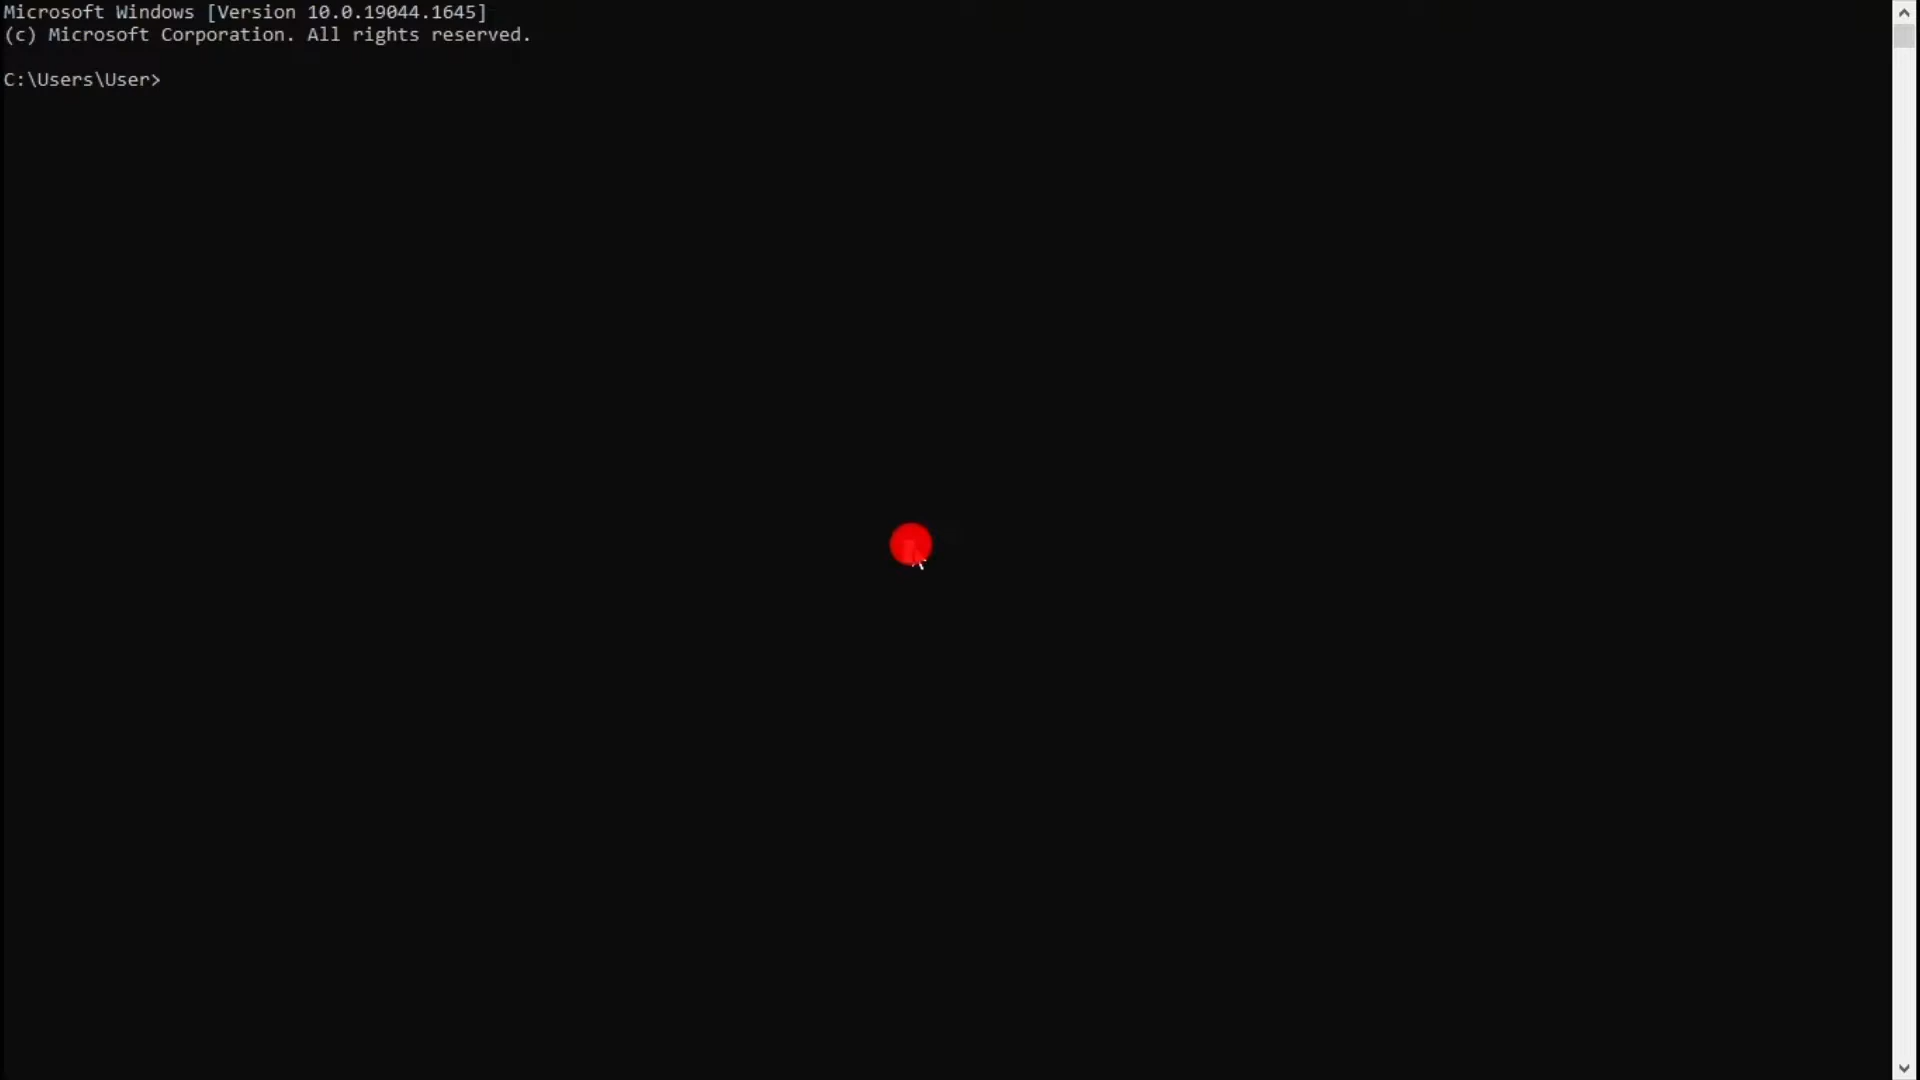 Microsoft Windows [Version 10.0.19044.1645]
(c) Microsoft Corporation. All rights reserved.
C:\Users\User>